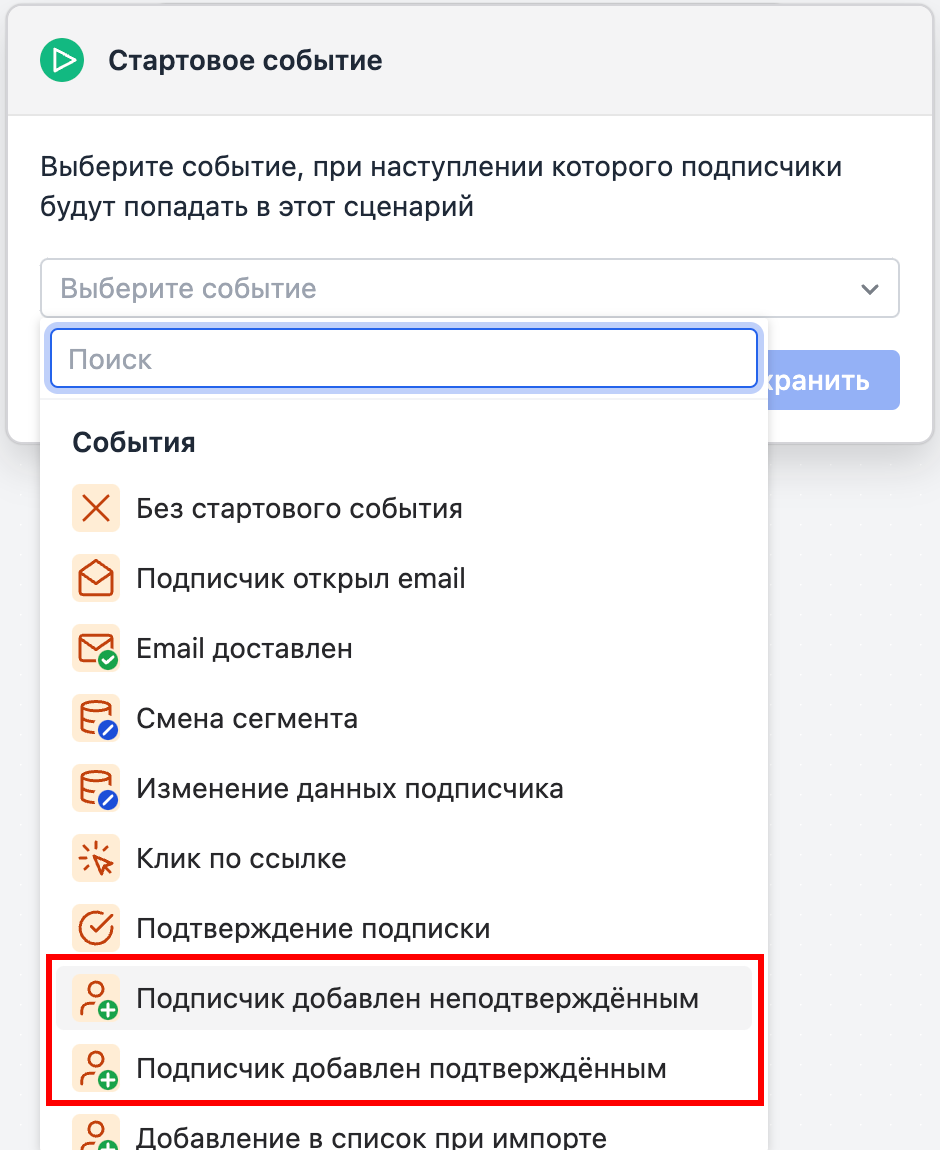 Стартовое событие
Выберите событие, при наступлении которого подписчики
будут попадать в этот сценарий
Выберите событие
Поиск
хранить
События
Без стартового события
Подписчик открыл email
Email доставлен
Смена сегмента
Изменение данных подписчика
Клик по ссылке
Подтверждение подписки
Подписчик добавлен неподтверждённым
Подписчик добавлен подтверждённым
Добавление в список при импорте